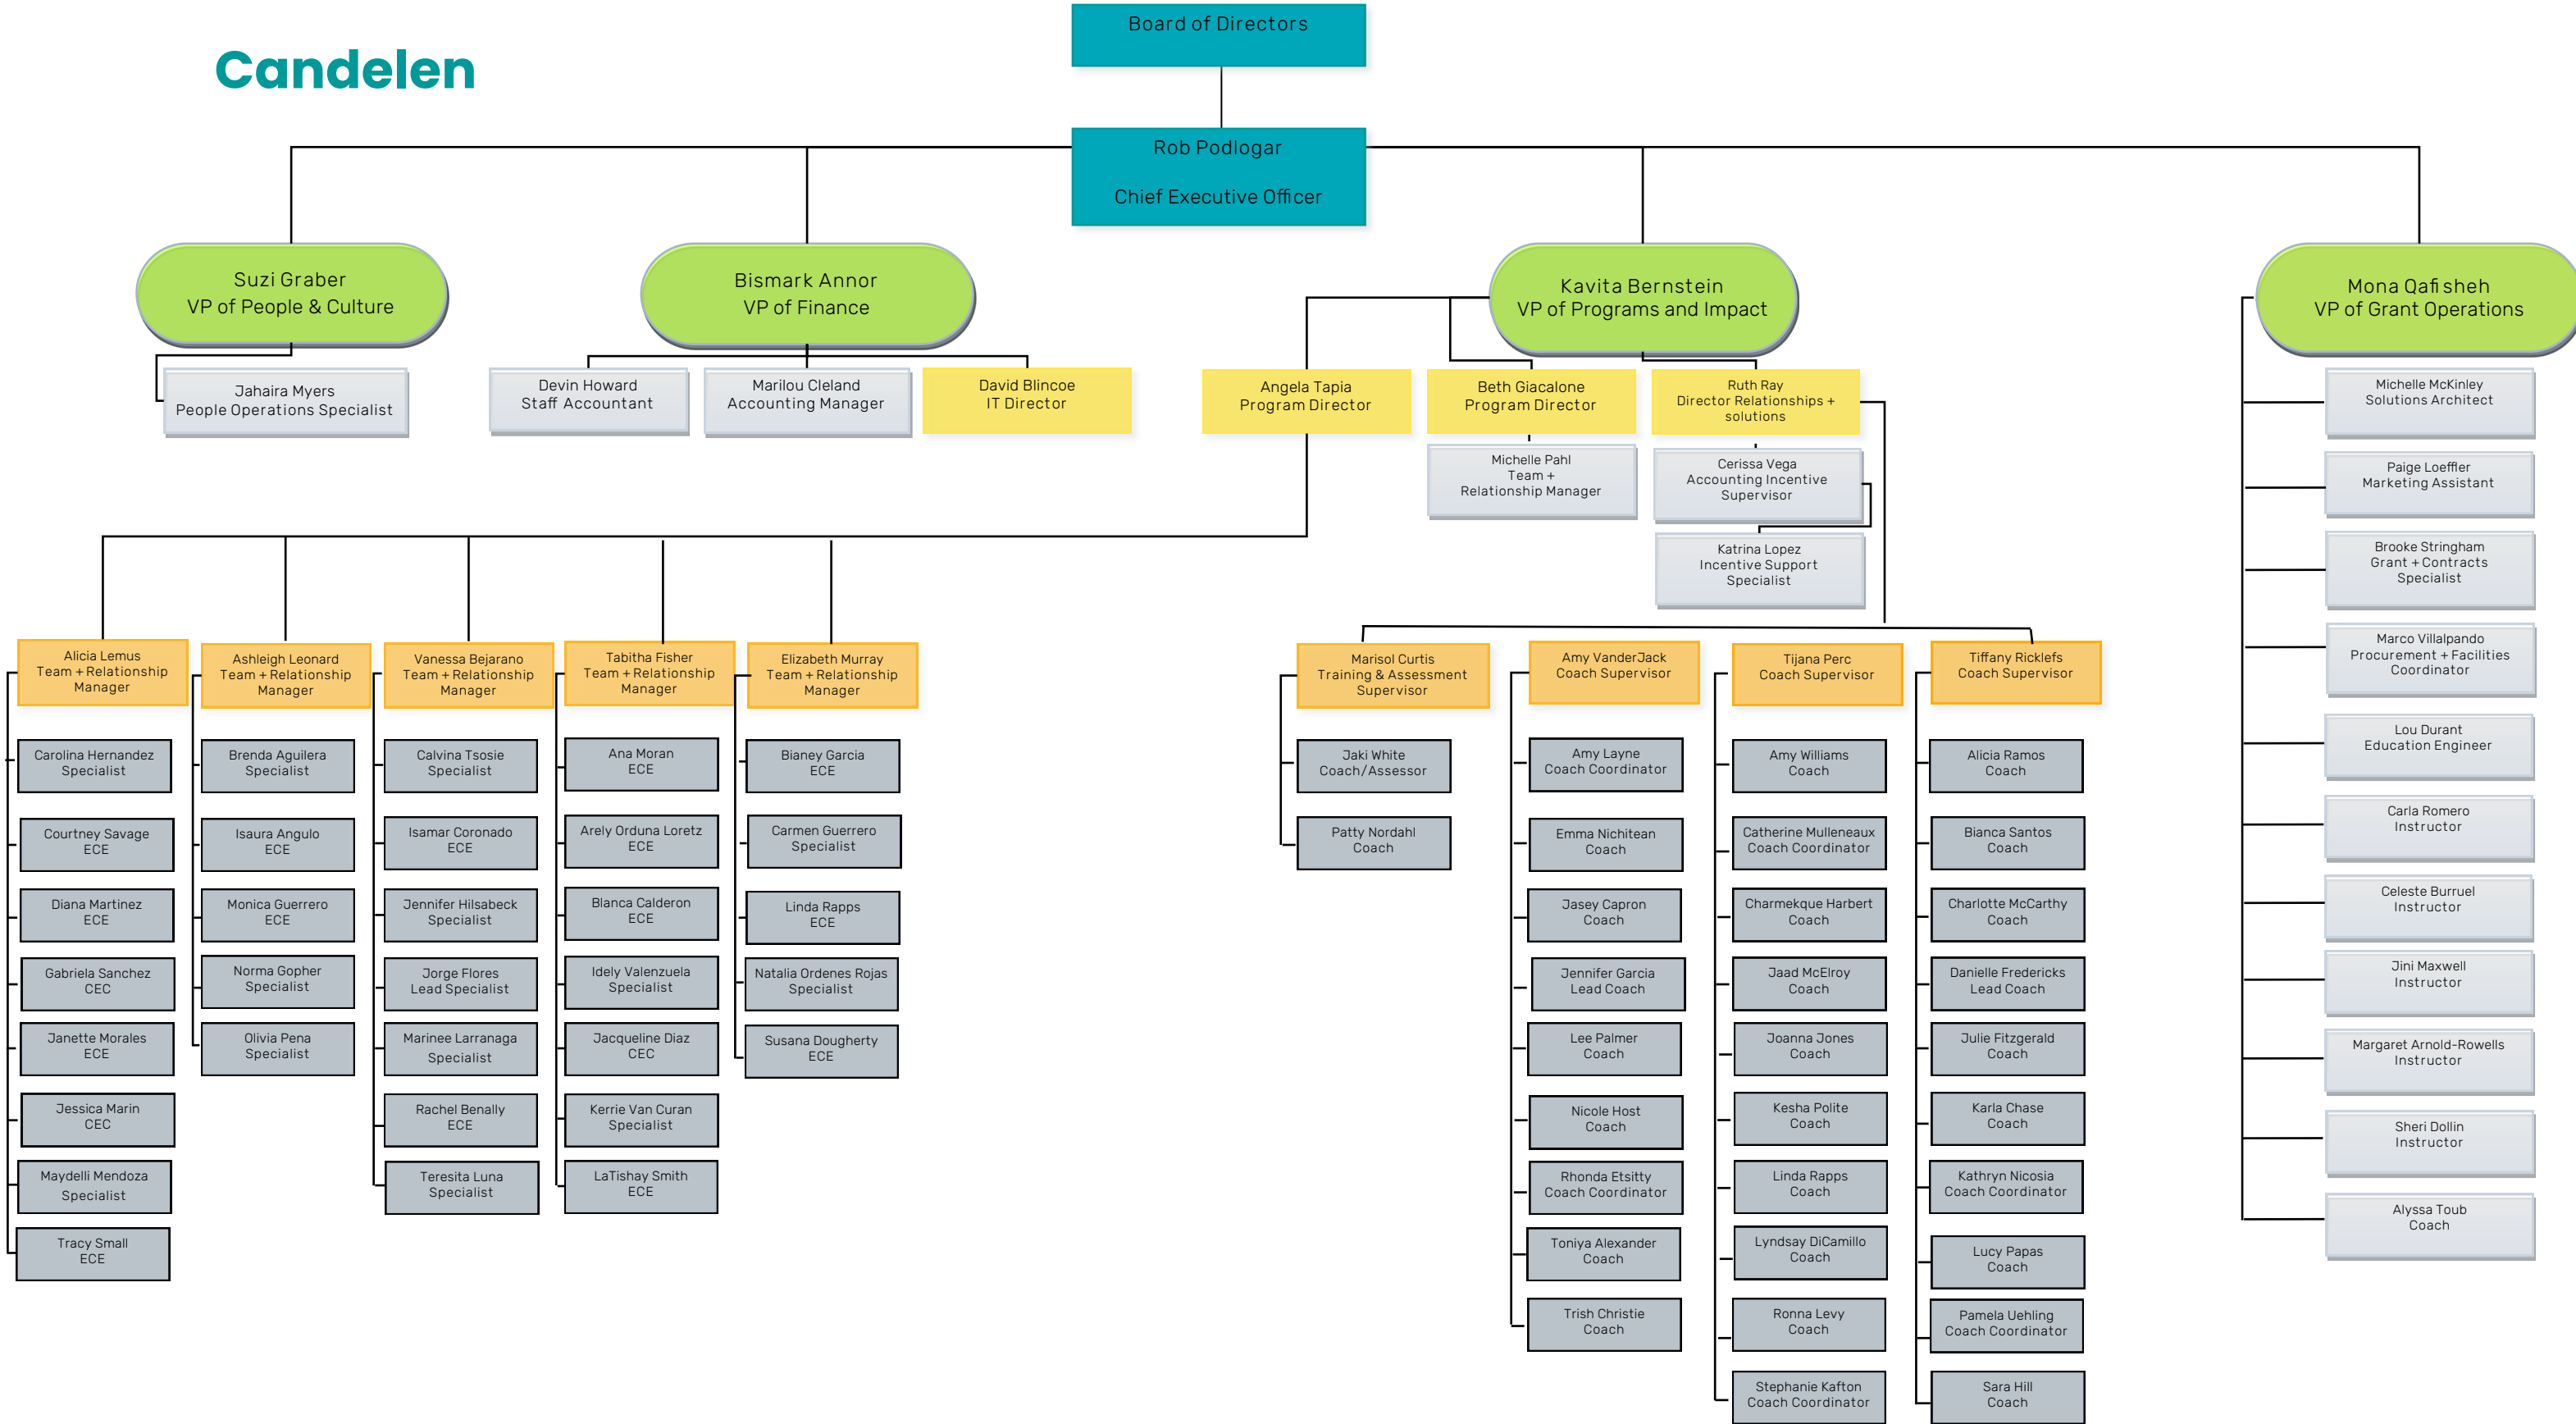 Candelen
Board of Directors
Rob Podlogar
Chief Executive Officer
Suzi Graber
VP of People & Culture
Bismark Annor
VP of Finance
Kavita Bernstein
VP of Programs and Impact
Mona Qafisheh
VP of Grant Operations
Jahaira Myers
People Operations Specialist
Devin Howard
Staff Accountant
Marilou Cleland
Accounting Manager
David Blincoe
IT Director
Angela Tapia
Program Director
Beth Giacalone
Program Director
Ruth Ray
Director Relationships +
solutions
Michelle Pahl
Team +
Relationship Manager
Cerissa Vega
Accounting Incentive
Supervisor
Katrina Lopez
Incentive Support
Specialist
Alicia Lemus
Team + Relationship
Manager
Carolina Hernandez
Specialist
Courtney Savage
ECE
Diana Martinez
ECE
Gabriela Sanchez
CEC
Janette Morales
ECE
Jessica Marin
CEC
Maydelli Mendoza
Specialist
Tracy Small
ECE
Ashleigh Leonard
Team + Relationship
Manager
Brenda Aguilera
Specialist
Isaura Angulo
ECE
Monica Guerrero
ECE
Norma Gopher
Specialist
Olivia Pena
Specialist
Vanessa Bejarano
Team + Relationship
Manager
Calvina Tsosie
Specialist
Isamar Coronado
ECE
Jennifer Hilsabeck
Specialist
Jorge Flores
Lead Specialist
Marinee Larranaga
Specialist
Rachel Benally
ECE
Teresita Luna
Specialist
Tabitha Fisher
Team + Relationship
Manager
Ana Moran
ECE
Arely Orduna Loretz
ECE
Blanca Calderon
ECE
Idely Valenzuela
Specialist
Jacqueline Diaz
CEC
Kerrie Van Curan
Specialist
LaTishay Smith
ECE
Elizabeth Murray
Team + Relationship
Manager
Bianey Garcia
ECE
Carmen Guerrero
Specialist
Linda Rapps
ECE
Natalia Ordenes Rojas
Specialist
Susana Dougherty
ECE
Marisol Curtis
Training & Assessment
Supervisor
Jaki White
Coach/Assessor
Patty Nordahl
Coach
Amy VanderJack
Coach Supervisor
Amy Layne
Coach Coordinator
Emma Nichitean
Coach
Jasey Capron
Coach
Jennifer Garcia
Lead Coach
Lee Palmer
Coach
Nicole Host
Coach
Rhonda Etsitty
Coach Coordinator
Toniya Alexander
Coach
Trish Christie
Coach
Tijana Perc
Coach Supervisor
Amy Williams
Coach
Catherine Mulleneaux
Coach Coordinator
Charmekque Harbert
Coach
Jaad McElroy
Coach
Joanna Jones
Coach
Kesha Polite
Coach
Linda Rapps
Coach
Lyndsay DiCamillo
Coach
Ronna Levy
Coach
Stephanie Kafton
Coach Coordinator
Tiffany Ricklefs
Coach Supervisor
Alicia Ramos
Coach
Bianca Santos
Coach
Charlotte McCarthy
Coach
Danielle Fredericks
Lead Coach
Julie Fitzgerald
Coach
Karla Chase
Coach
Kathryn Nicosia
Coach Coordinator
Lucy Papas
Coach
Pamela Uehling
Coach Coordinator
Sara Hill
Coach
Michelle McKinley
Solutions Architect
Paige Loeffler
Marketing Assistant
Brooke Stringham
Grant + Contracts
Specialist
Marco Villalpando
Procurement + Facilities
Coordinator
Lou Durant
Education Engineer
Carla Romero
Instructor
Celeste Burruel
Instructor
Jini Maxwell
Instructor
Margaret Arnold-Rowells
Instructor
Sheri Dollin
Instructor
Alyssa Toub
Coach